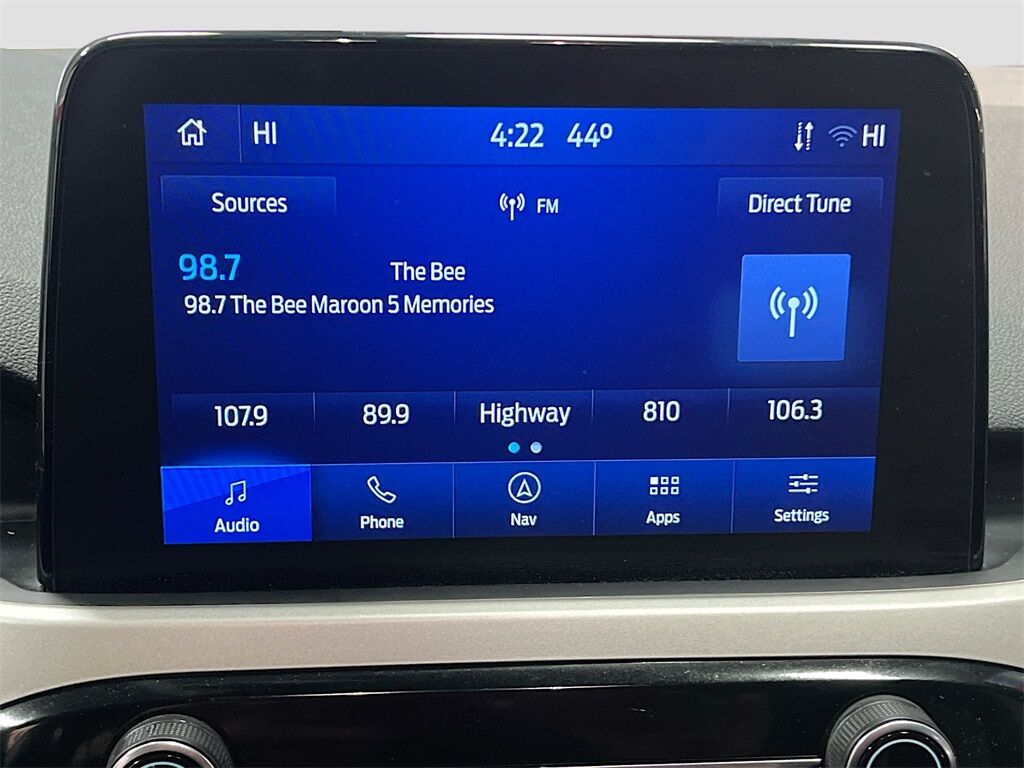 HI 4:22 44° HI
Sources FM Direct Tune
98.7 The Bee
98.7 The Bee Maroon 5 Memories
107.9 89.9 Highway 810 106.3
Audio Phone Nav Apps Settings